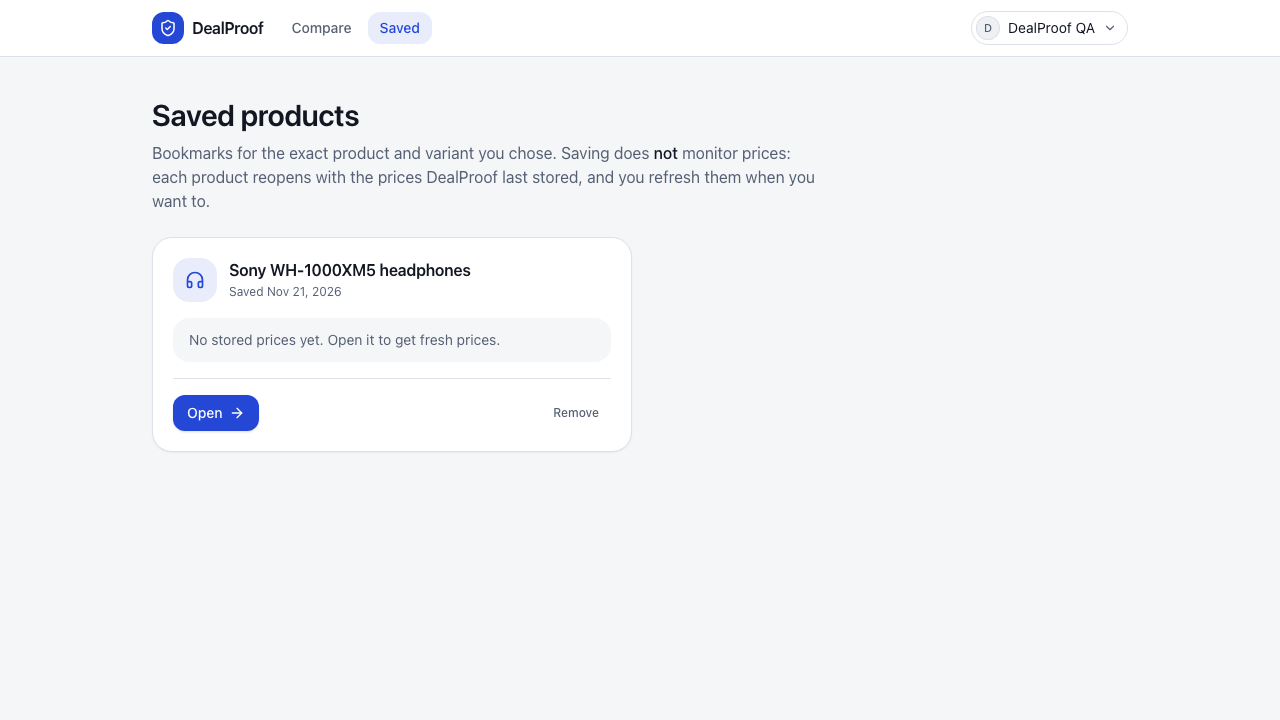 DealProof
Compare
Saved
D
DealProof QA
Saved products
Bookmarks for the exact product and variant you chose. Saving does not monitor prices:
each product reopens with the prices DealProof last stored, and you refresh them when you
want to.
Sony WH-1000XM5 headphones
Saved Nov 21, 2026
No stored prices yet. Open it to get fresh prices.
Open
Remove